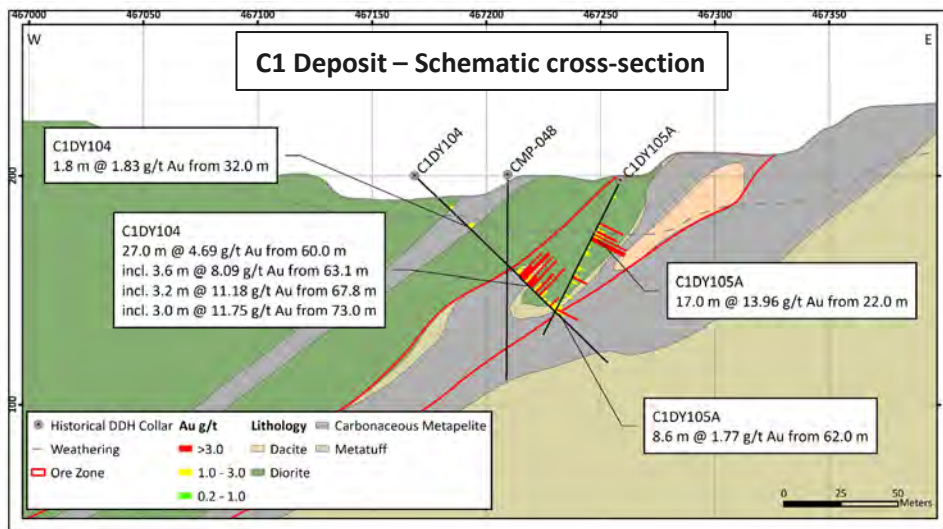 467000 467050 467100 467150 467200 467250 467300 467350
W
E
C1 Deposit – Schematic cross-section
C1DY104
CMP-048
C1DY105A
200
200
C1DY104
1.8 m @ 1.83 g/t Au from 32.0 m
C1DY104
27.0 m @ 4.69 g/t Au from 60.0 m
incl. 3.6 m @ 8.09 g/t Au from 63.1 m
incl. 3.2 m @ 11.18 g/t Au from 67.8 m
incl. 3.0 m @ 11.75 g/t Au from 73.0 m
C1DY105A
17.0 m @ 13.96 g/t Au from 22.0 m
C1DY105A
8.6 m @ 1.77 g/t Au from 62.0 m
100
100
Historical DDH Collar
Weathering
Ore Zone
Au g/t
>3.0
1.0 - 3.0
0.2 - 1.0
Lithology
Dacite
Diorite
Carbonaceous Metapelite
Metatuff
0 25 50
Meters